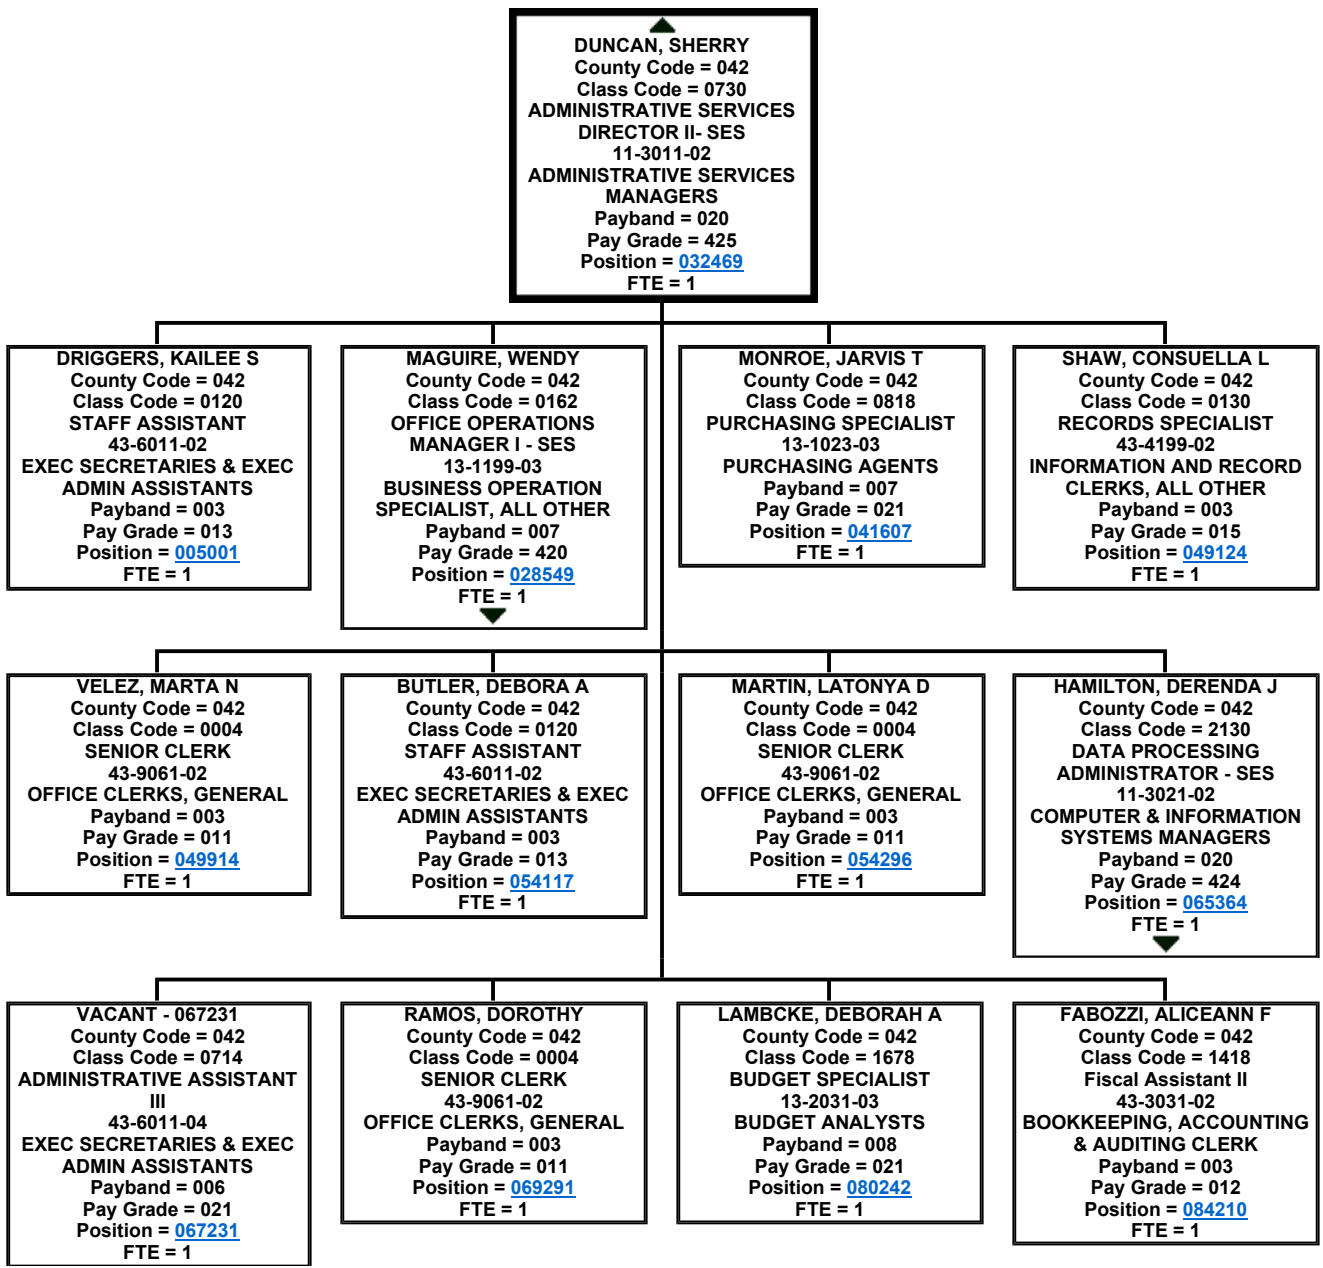 DUNCAN, SHERRY
County Code = 042
Class Code = 0730
ADMINISTRATIVE SERVICES
DIRECTOR II- SES
11-3011-02
ADMINISTRATIVE SERVICES
MANAGERS
Payband = 020
Pay Grade = 425
Position = 032469
FTE = 1
DRIGGERS, KAILEE S
County Code = 042
Class Code = 0120
STAFF ASSISTANT
43-6011-02
EXEC SECRETARIES & EXEC
ADMIN ASSISTANTS
Payband = 003
Pay Grade = 013
Position = 005001
FTE = 1
MAGUIRE, WENDY
County Code = 042
Class Code = 0162
OFFICE OPERATIONS
MANAGER I - SES
13-1199-03
BUSINESS OPERATION
SPECIALIST, ALL OTHER
Payband = 007
Pay Grade = 420
Position = 028549
FTE = 1
MONROE, JARVIS T
County Code = 042
Class Code = 0818
PURCHASING SPECIALIST
13-1023-03
PURCHASING AGENTS
Payband = 007
Pay Grade = 021
Position = 041607
FTE = 1
SHAW, CONSUELLA L
County Code = 042
Class Code = 0130
RECORDS SPECIALIST
43-4199-02
INFORMATION AND RECORD
CLERKS, ALL OTHER
Payband = 003
Pay Grade = 015
Position = 049124
FTE = 1
VELEZ, MARTA N
County Code = 042
Class Code = 0004
SENIOR CLERK
43-9061-02
OFFICE CLERKS, GENERAL
Payband = 003
Pay Grade = 011
Position = 049914
FTE = 1
BUTLER, DEBORA A
County Code = 042
Class Code = 0120
STAFF ASSISTANT
43-6011-02
EXEC SECRETARIES & EXEC
ADMIN ASSISTANTS
Payband = 003
Pay Grade = 013
Position = 054117
FTE = 1
MARTIN, LATONYA D
County Code = 042
Class Code = 0004
SENIOR CLERK
43-9061-02
OFFICE CLERKS, GENERAL
Payband = 003
Pay Grade = 011
Position = 054296
FTE = 1
HAMILTON, DERENDA J
County Code = 042
Class Code = 2130
DATA PROCESSING
ADMINISTRATOR - SES
11-3021-02
COMPUTER & INFORMATION
SYSTEMS MANAGERS
Payband = 020
Pay Grade = 424
Position = 065364
FTE = 1
VACANT - 067231
County Code = 042
Class Code = 0714
ADMINISTRATIVE ASSISTANT
III
43-6011-04
EXEC SECRETARIES & EXEC
ADMIN ASSISTANTS
Payband = 006
Pay Grade = 021
Position = 067231
FTE = 1
RAMOS, DOROTHY
County Code = 042
Class Code = 0004
SENIOR CLERK
43-9061-02
OFFICE CLERKS, GENERAL
Payband = 003
Pay Grade = 011
Position = 069291
FTE = 1
LAMBCKE, DEBORAH A
County Code = 042
Class Code = 1678
BUDGET SPECIALIST
13-2031-03
BUDGET ANALYSTS
Payband = 008
Pay Grade = 021
Position = 080242
FTE = 1
FABOZZI, ALICEANN F
County Code = 042
Class Code = 1418
Fiscal Assistant II
43-3031-02
BOOKKEEPING, ACCOUNTING
& AUDITING CLERK
Payband = 003
Pay Grade = 012
Position = 084210
FTE = 1